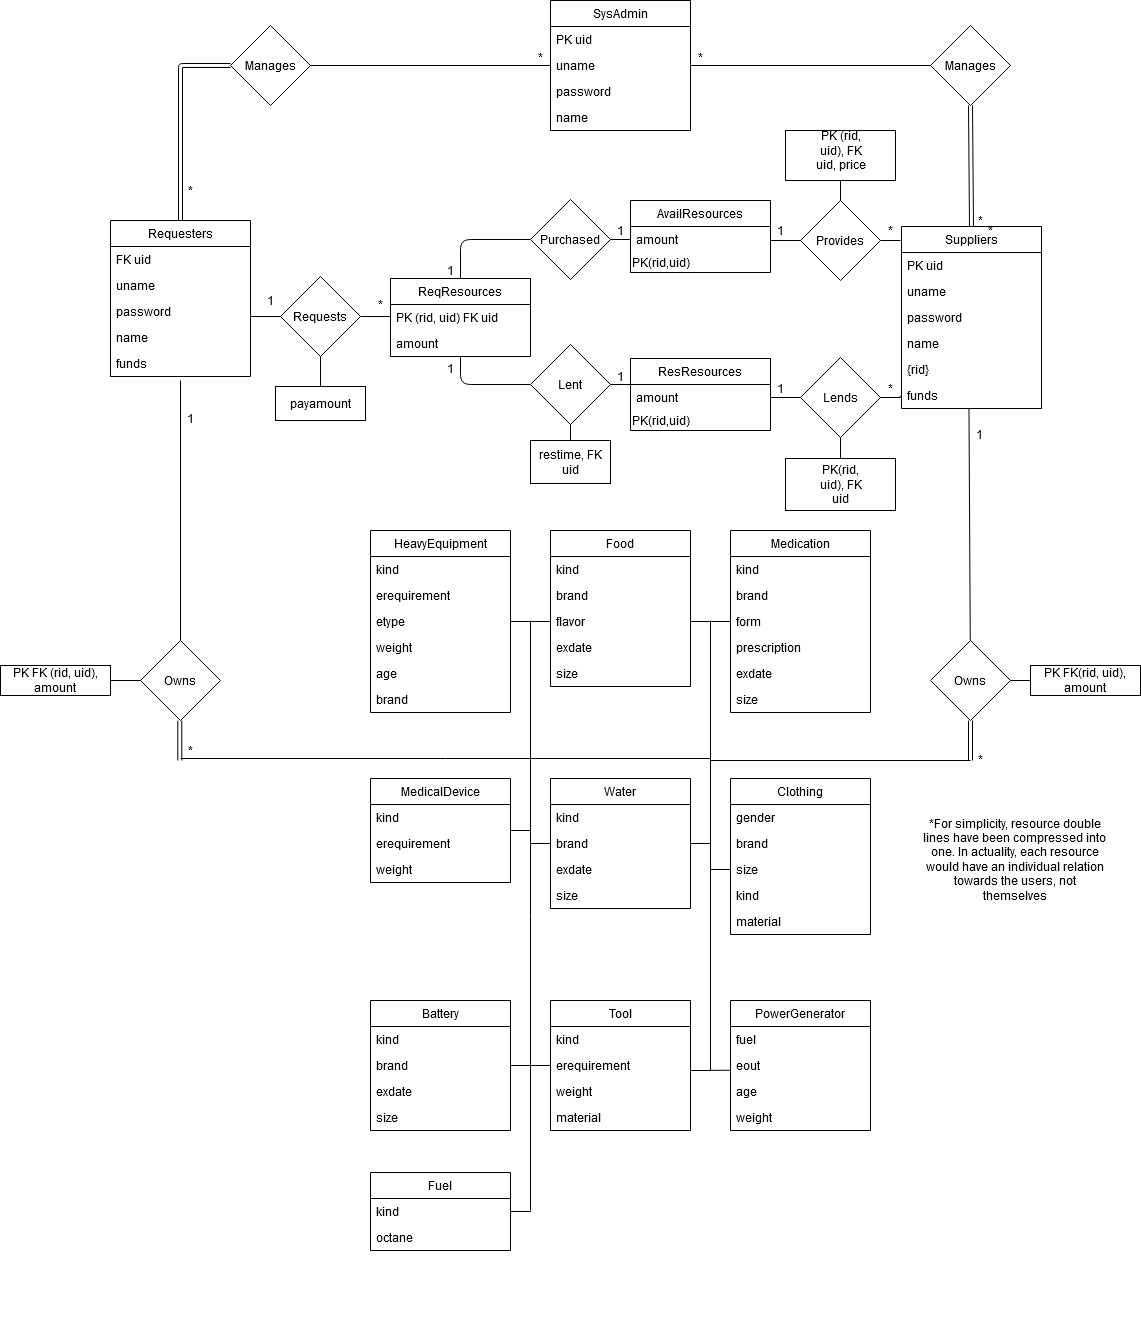 SysAdmin
PK uid
uname
password
name
Manages
*
*
Manages
*
*
*
Requesters
FK uid
uname
password
name
funds
1
Requests
*
payamount
ReqResources
PK (rid, uid) FK uid
amount
1
1
Purchased
1
AvailResources
amount
PK(rid,uid)
1
Provides
*
PK (rid,
uid), FK
uid, price
Lent
1
restime, FK
uid
ResResources
amount
PK(rid,uid)
1
Lends
*
PK(rid,
uid), FK
uid
Suppliers
PK uid
uname
password
name
{rid}
funds
1
1
HeavyEquipment
kind
erequirement
etype
weight
age
brand
Food
kind
brand
flavor
exdate
size
Medication
kind
brand
form
prescription
exdate
size
PK FK (rid, uid),
amount
Owns
*
Owns
PK FK(rid, uid),
amount
*
MedicalDevice
kind
erequirement
weight
Water
kind
brand
exdate
size
Clothing
gender
brand
size
kind
material
*For simplicity, resource double
lines have been compressed into
one. In actuality, each resource
would have an individual relation
towards the users, not
themselves
Battery
kind
brand
exdate
size
Tool
kind
erequirement
weight
material
PowerGenerator
fuel
eout
age
weight
Fuel
kind
octane